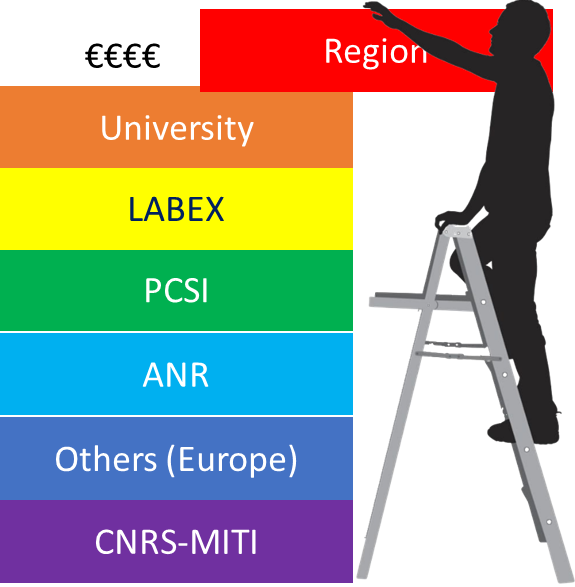 €€€€
Region
University
LABEX
PCSI
ANR
Others (Europe)
CNRS-MITI